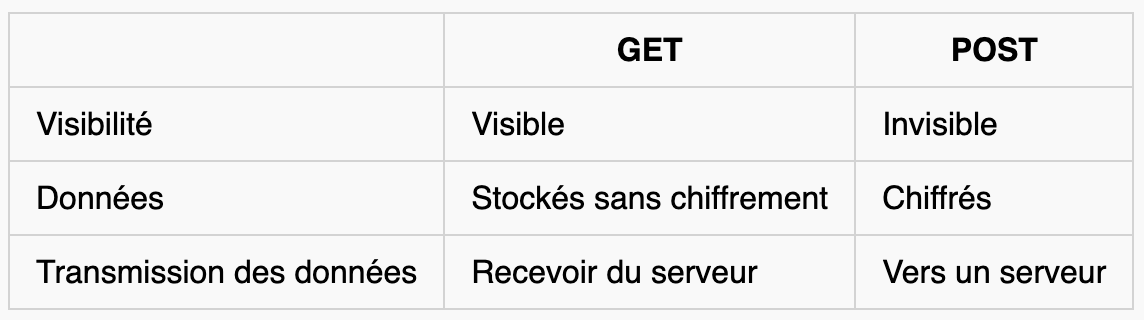 GET POST
Visibilité Visible Invisible
Données Stockés sans chiffrement Chiffrés
Transmission des données Recevoir du serveur Vers un serveur